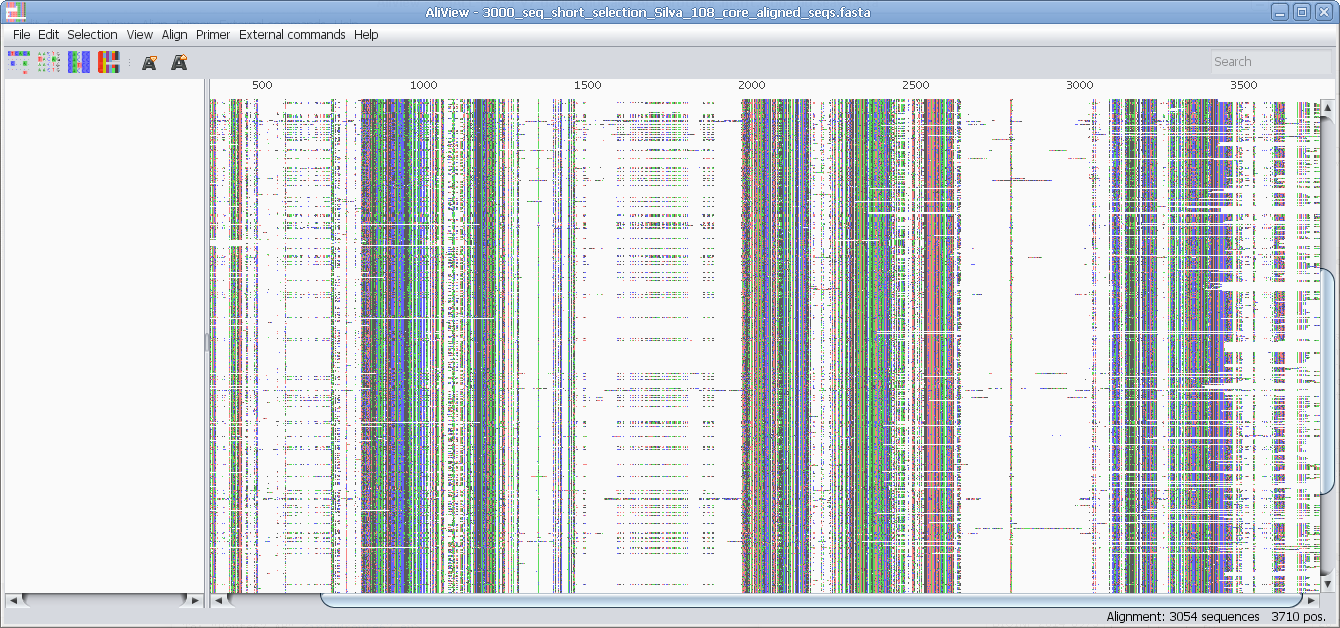 AliView - 3000_seq_short_selection_Silva_108_core_aligned_seqs.fasta
File Edit Selection View Align Primer External commands Help
Search
500 1000 1500 2000 2500 3000 3500
Alignment: 3054 sequences 3710 pos.